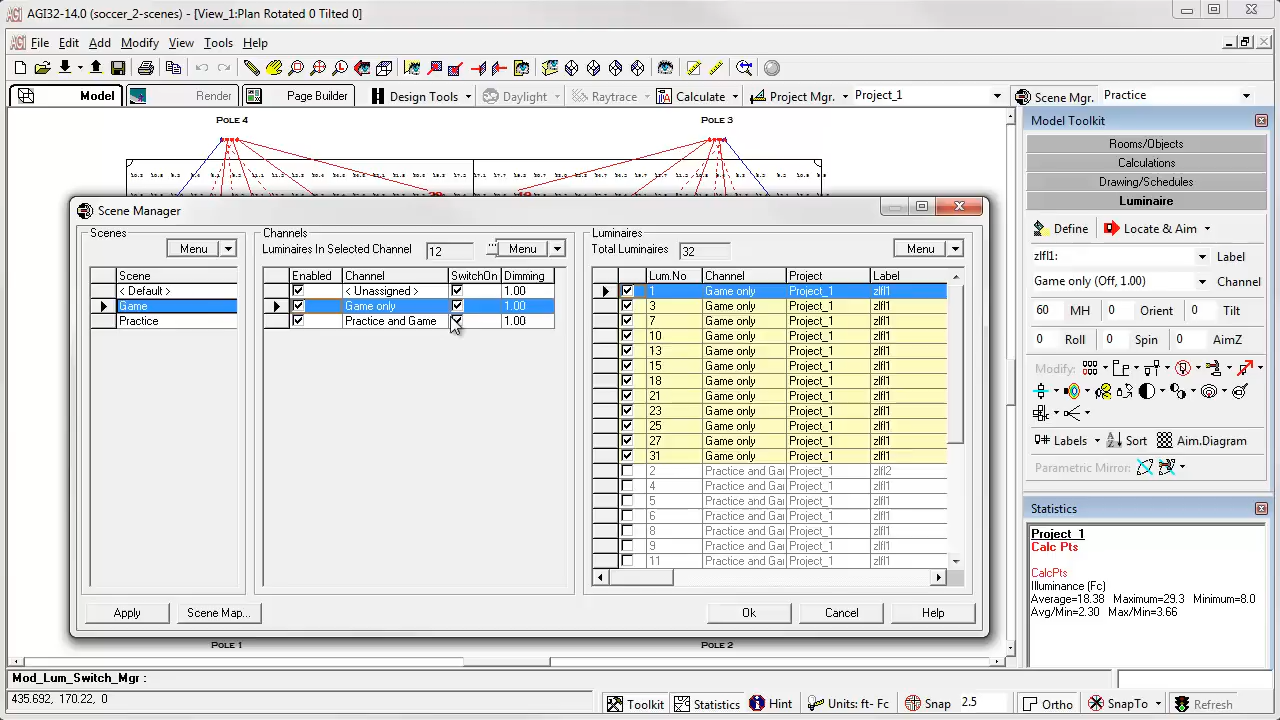 AGI32-14.0 (soccer_2-scenes) - [View_1:Plan Rotated 0 Tilted 0]
File Edit Add Modify View Tools Help
Model Render Page Builder Design Tools Daylight Raytrace Calculate Project Mgr. Project_1 Scene Mgr. Practice
POLE 4 POLE 3
Model Toolkit
Rooms/Objects
Calculations
Drawing/Schedules
Luminaire
Define Locate & Aim
zlfl1: Label
Game only (Off, 1.00) Channel
60 MH 0 Orient 0 Tilt
0 Roll 0 Spin 0 AimZ
Modify:
Labels Sort Aim.Diagram
Parametric Mirror:
Statistics
Project_1
Calc Pts
CalcPts
Illuminance (Fc)
Average=18.38 Maximum=29.3 Minimum=8.0
Avg/Min=2.30 Max/Min=3.66
Scene Manager
Scenes
Menu
Scene
< Default >
Game
Practice
Channels
Luminaires In Selected Channel 12 Menu
Enabled Channel SwitchOn Dimming
< Unassigned > 1.00
Game only 1.00
Practice and Game 1.00
Luminaires
Total Luminaires 32 Menu
Lum.No Channel Project Label
1 Game only Project_1 zlfl1
3 Game only Project_1 zlfl1
7 Game only Project_1 zlfl1
10 Game only Project_1 zlfl1
13 Game only Project_1 zlfl1
15 Game only Project_1 zlfl1
18 Game only Project_1 zlfl1
21 Game only Project_1 zlfl1
23 Game only Project_1 zlfl1
25 Game only Project_1 zlfl1
27 Game only Project_1 zlfl1
31 Game only Project_1 zlfl1
2 Practice and Gar Project_1 zlfl2
4 Practice and Gar Project_1 zlfl1
5 Practice and Gar Project_1 zlfl1
6 Practice and Gar Project_1 zlfl1
8 Practice and Gar Project_1 zlfl1
9 Practice and Gar Project_1 zlfl1
11 Practice and Gar Project_1 zlfl1
Apply Scene Map... Ok Cancel Help
POLE 1 POLE 2
Mod_Lum_Switch_Mgr :
435.692, 170.22, 0 Toolkit Statistics Hint Units: ft- Fc Snap 2.5 Ortho SnapTo Refresh